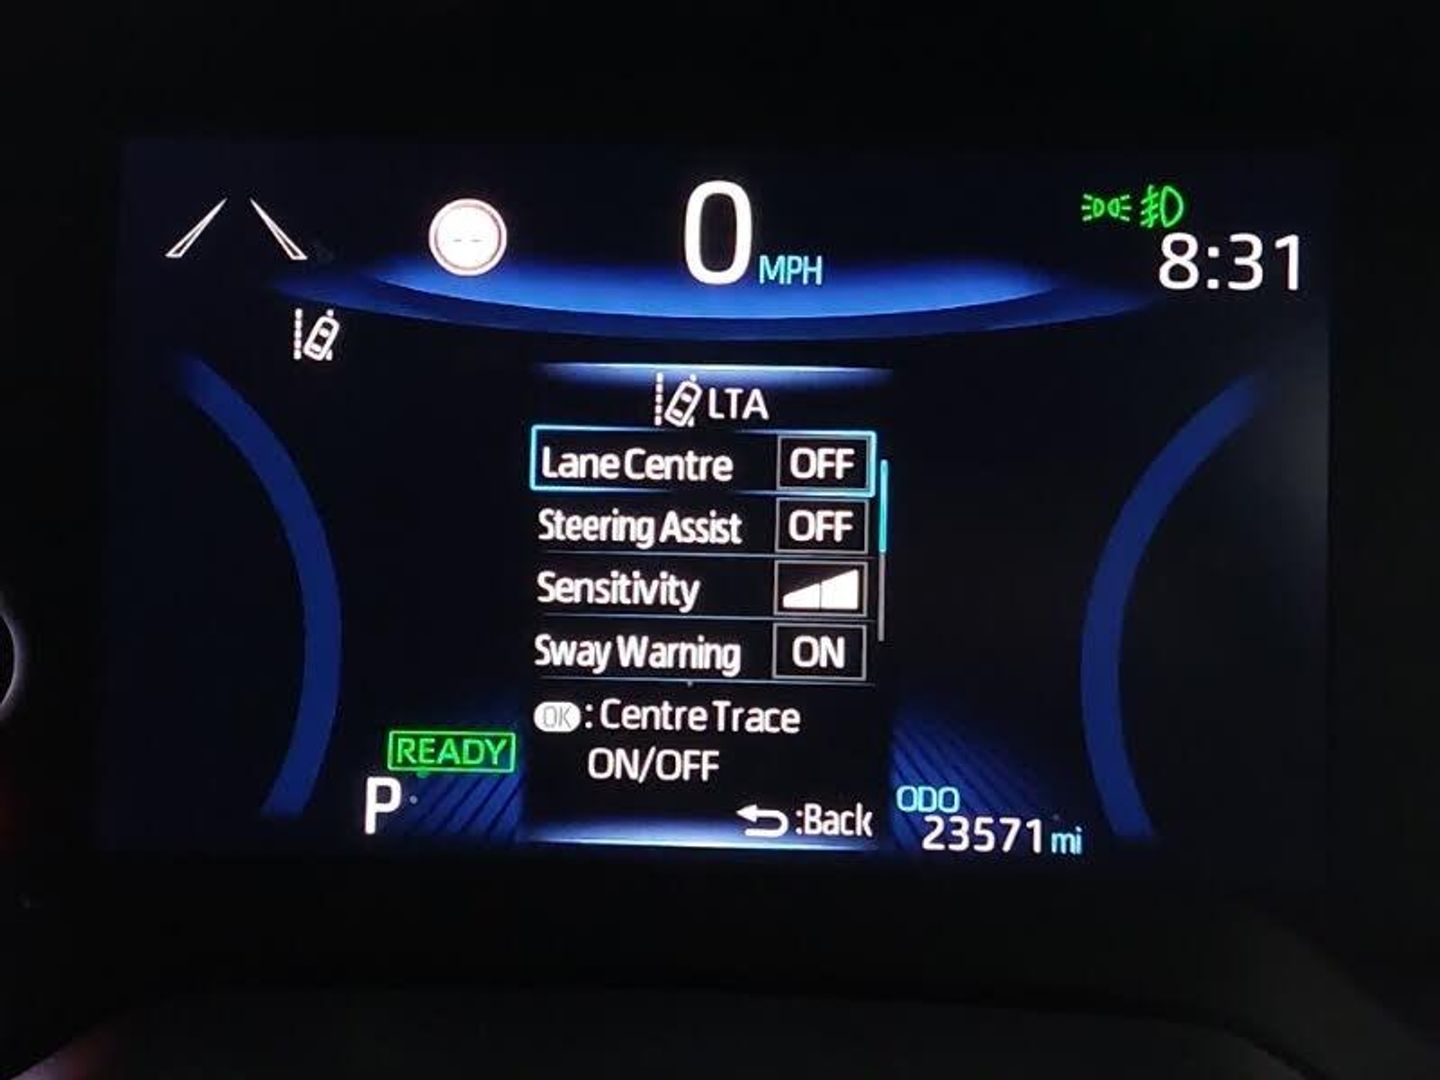 0 MPH
8:31
LTA
Lane Centre OFF
Steering Assist OFF
Sensitivity
Sway Warning ON
OK : Centre Trace
ON/OFF
:Back
READY
P
ODO
23571 mi